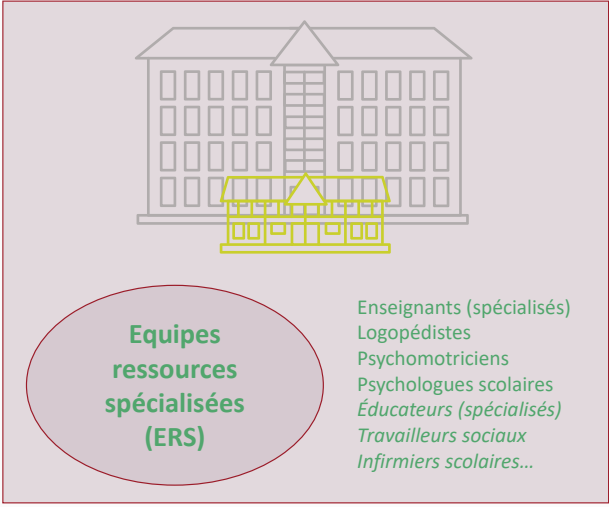 Equipes
ressources
spécialisées
(ERS)
Enseignants (spécialisés)
Logopédistes
Psychomotriciens
Psychologues scolaires
Éducateurs (spécialisés)
Travailleurs sociaux
Infirmiers scolaires…